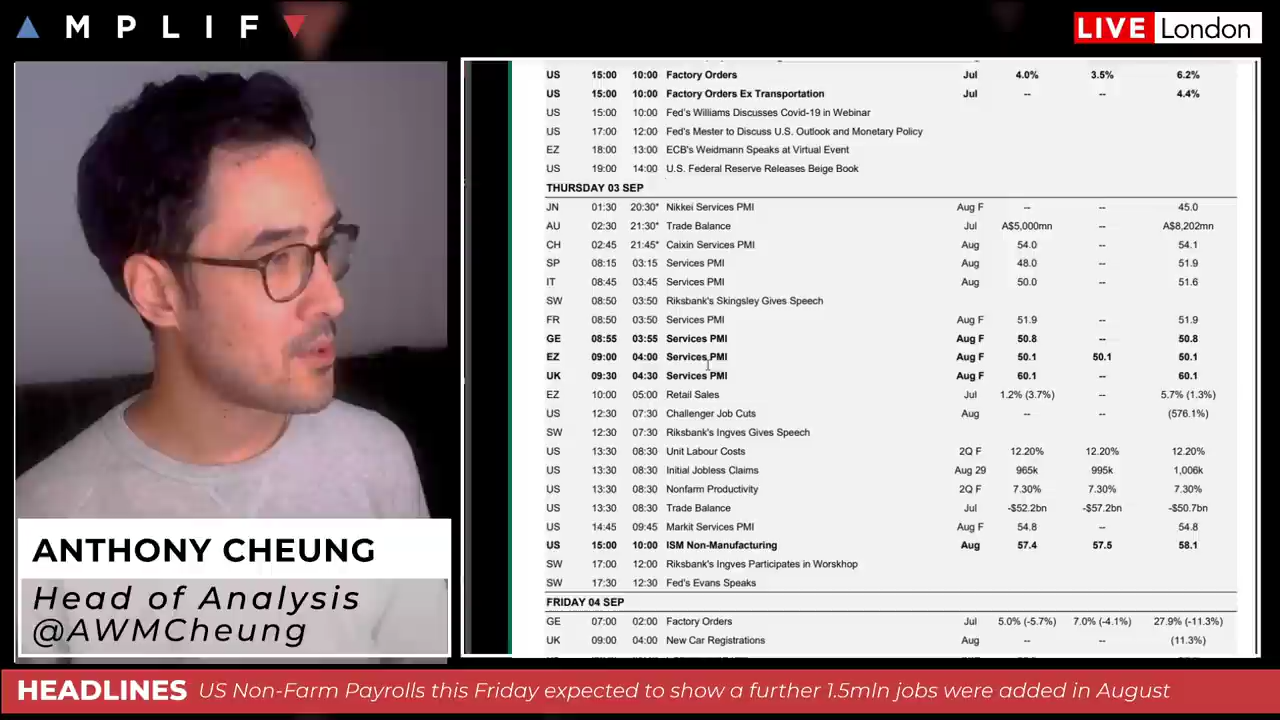 AMPLIFY
LIVE London
US 15:00 10:00 Factory Orders Jul 4.0% 3.5% 6.2%
US 15:00 10:00 Factory Orders Ex Transportation Jul -- -- 4.4%
US 15:00 10:00 Fed's Williams Discusses Covid-19 in Webinar
US 17:00 12:00 Fed's Mester to Discuss U.S. Outlook and Monetary Policy
EZ 18:00 13:00 ECB's Weidmann Speaks at Virtual Event
US 19:00 14:00 U.S. Federal Reserve Releases Beige Book
THURSDAY 03 SEP
JN 01:30 20:30* Nikkei Services PMI Aug F -- -- 45.0
AU 02:30 21:30* Trade Balance Jul A$5,000mn -- A$8,202mn
CH 02:45 21:45* Caixin Services PMI Aug 54.0 -- 54.1
SP 08:15 03:15 Services PMI Aug 48.0 -- 51.9
IT 08:45 03:45 Services PMI Aug 50.0 -- 51.6
SW 08:50 03:50 Riksbank's Skingsley Gives Speech
FR 08:50 03:50 Services PMI Aug F 51.9 -- 51.9
GE 08:55 03:55 Services PMI Aug F 50.8 -- 50.8
EZ 09:00 04:00 Services PMI Aug F 50.1 50.1 50.1
UK 09:30 04:30 Services PMI Aug F 60.1 -- 60.1
EZ 10:00 05:00 Retail Sales Jul 1.2% (3.7%) -- 5.7% (1.3%)
US 12:30 07:30 Challenger Job Cuts Aug -- -- (576.1%)
SW 12:30 07:30 Riksbank's Ingves Gives Speech
US 13:30 08:30 Unit Labour Costs 2Q F 12.20% 12.20% 12.20%
US 13:30 08:30 Initial Jobless Claims Aug 29 965k 995k 1,006k
US 13:30 08:30 Nonfarm Productivity 2Q F 7.30% 7.30% 7.30%
US 13:30 08:30 Trade Balance Jul -$52.2bn -$57.2bn -$50.7bn
US 14:45 09:45 Markit Services PMI Aug F 54.8 -- 54.8
US 15:00 10:00 ISM Non-Manufacturing Aug 57.4 57.5 58.1
SW 17:00 12:00 Riksbank's Ingves Participates in Worskhop
SW 17:30 12:30 Fed's Evans Speaks
FRIDAY 04 SEP
GE 07:00 02:00 Factory Orders Jul 5.0% (-5.7%) 7.0% (-4.1%) 27.9% (-11.3%)
UK 09:00 04:00 New Car Registrations Aug -- -- (11.3%)
ANTHONY CHEUNG
Head of Analysis
@AWMCheung
HEADLINES US Non-Farm Payrolls this Friday expected to show a further 1.5mln jobs were added in August